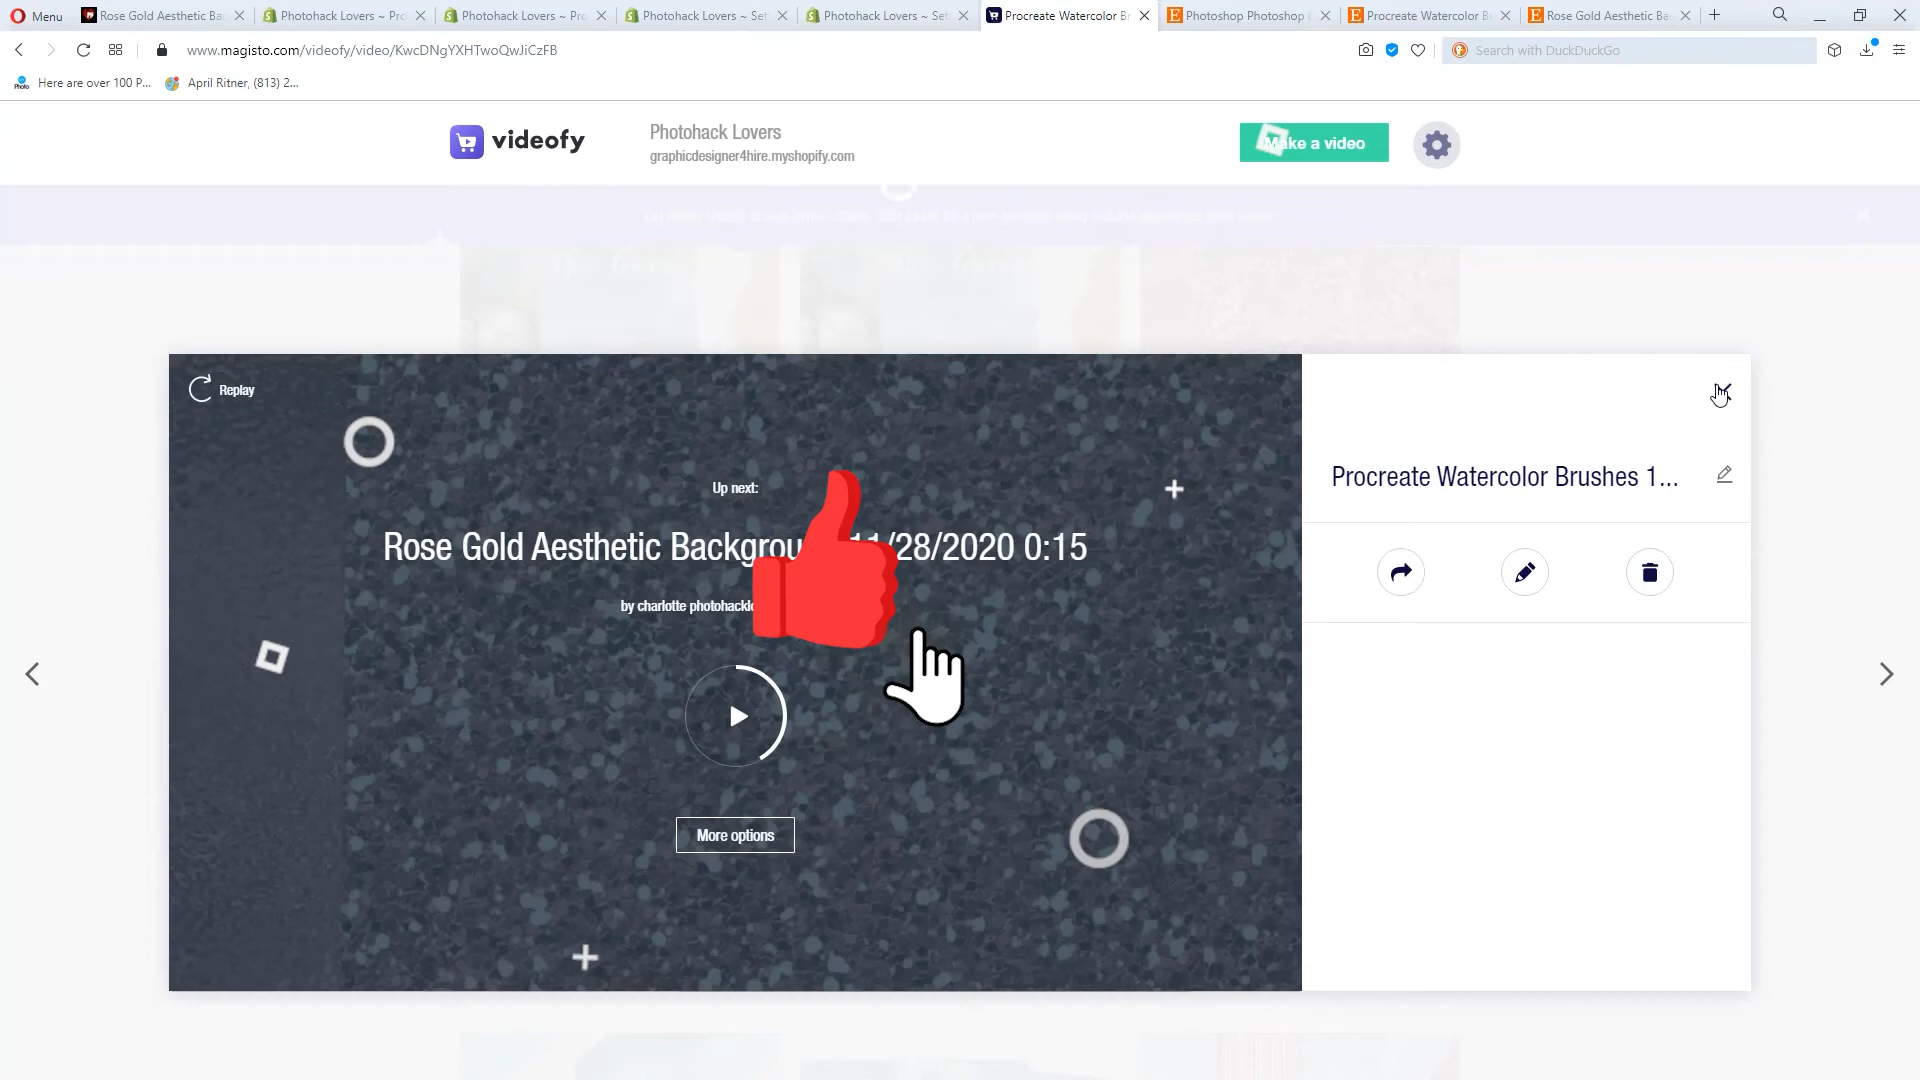 Menu
Rose Gold Aesthetic Ba
Photohack Lovers ~ Pro
Photohack Lovers ~ Pro
Photohack Lovers ~ Set
Photohack Lovers ~ Set
Procreate Watercolor Br
Photoshop Photoshop
Procreate Watercolor B
Rose Gold Aesthetic Ba
www.magisto.com/videofy/video/KwcDNgYXHTwoQwJiCzFB
Search with DuckDuckGo
Here are over 100 P...
April Ritner, (813) 2...
videofy
Photohack Lovers
graphicdesigner4hire.myshopify.com
Make a video
Replay
Up next:
Rose Gold Aesthetic Backgrou 11/28/2020 0:15
by charlotte photohackl
More options
Procreate Watercolor Brushes 1...